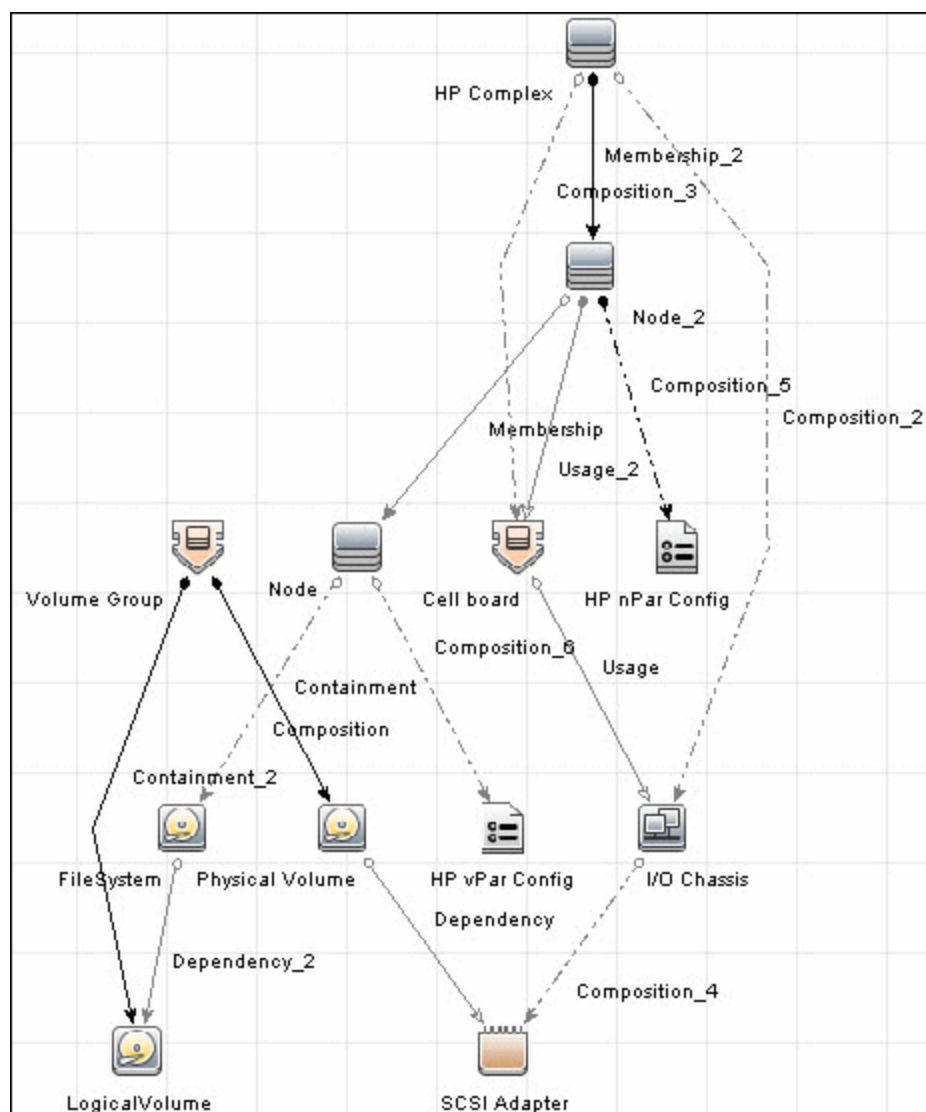 HP Complex
Membership_2
Composition_3
Node_2
Composition_5
Composition_2
Membership
Usage_2
Volume Group
Node
Cell board
HP nPar Config
Composition_6
Usage
Containment
Composition
Containment_2
FileSystem
Physical Volume
HP vPar Config
I/O Chassis
Dependency
Dependency_2
Composition_4
LogicalVolume
SCSI Adapter